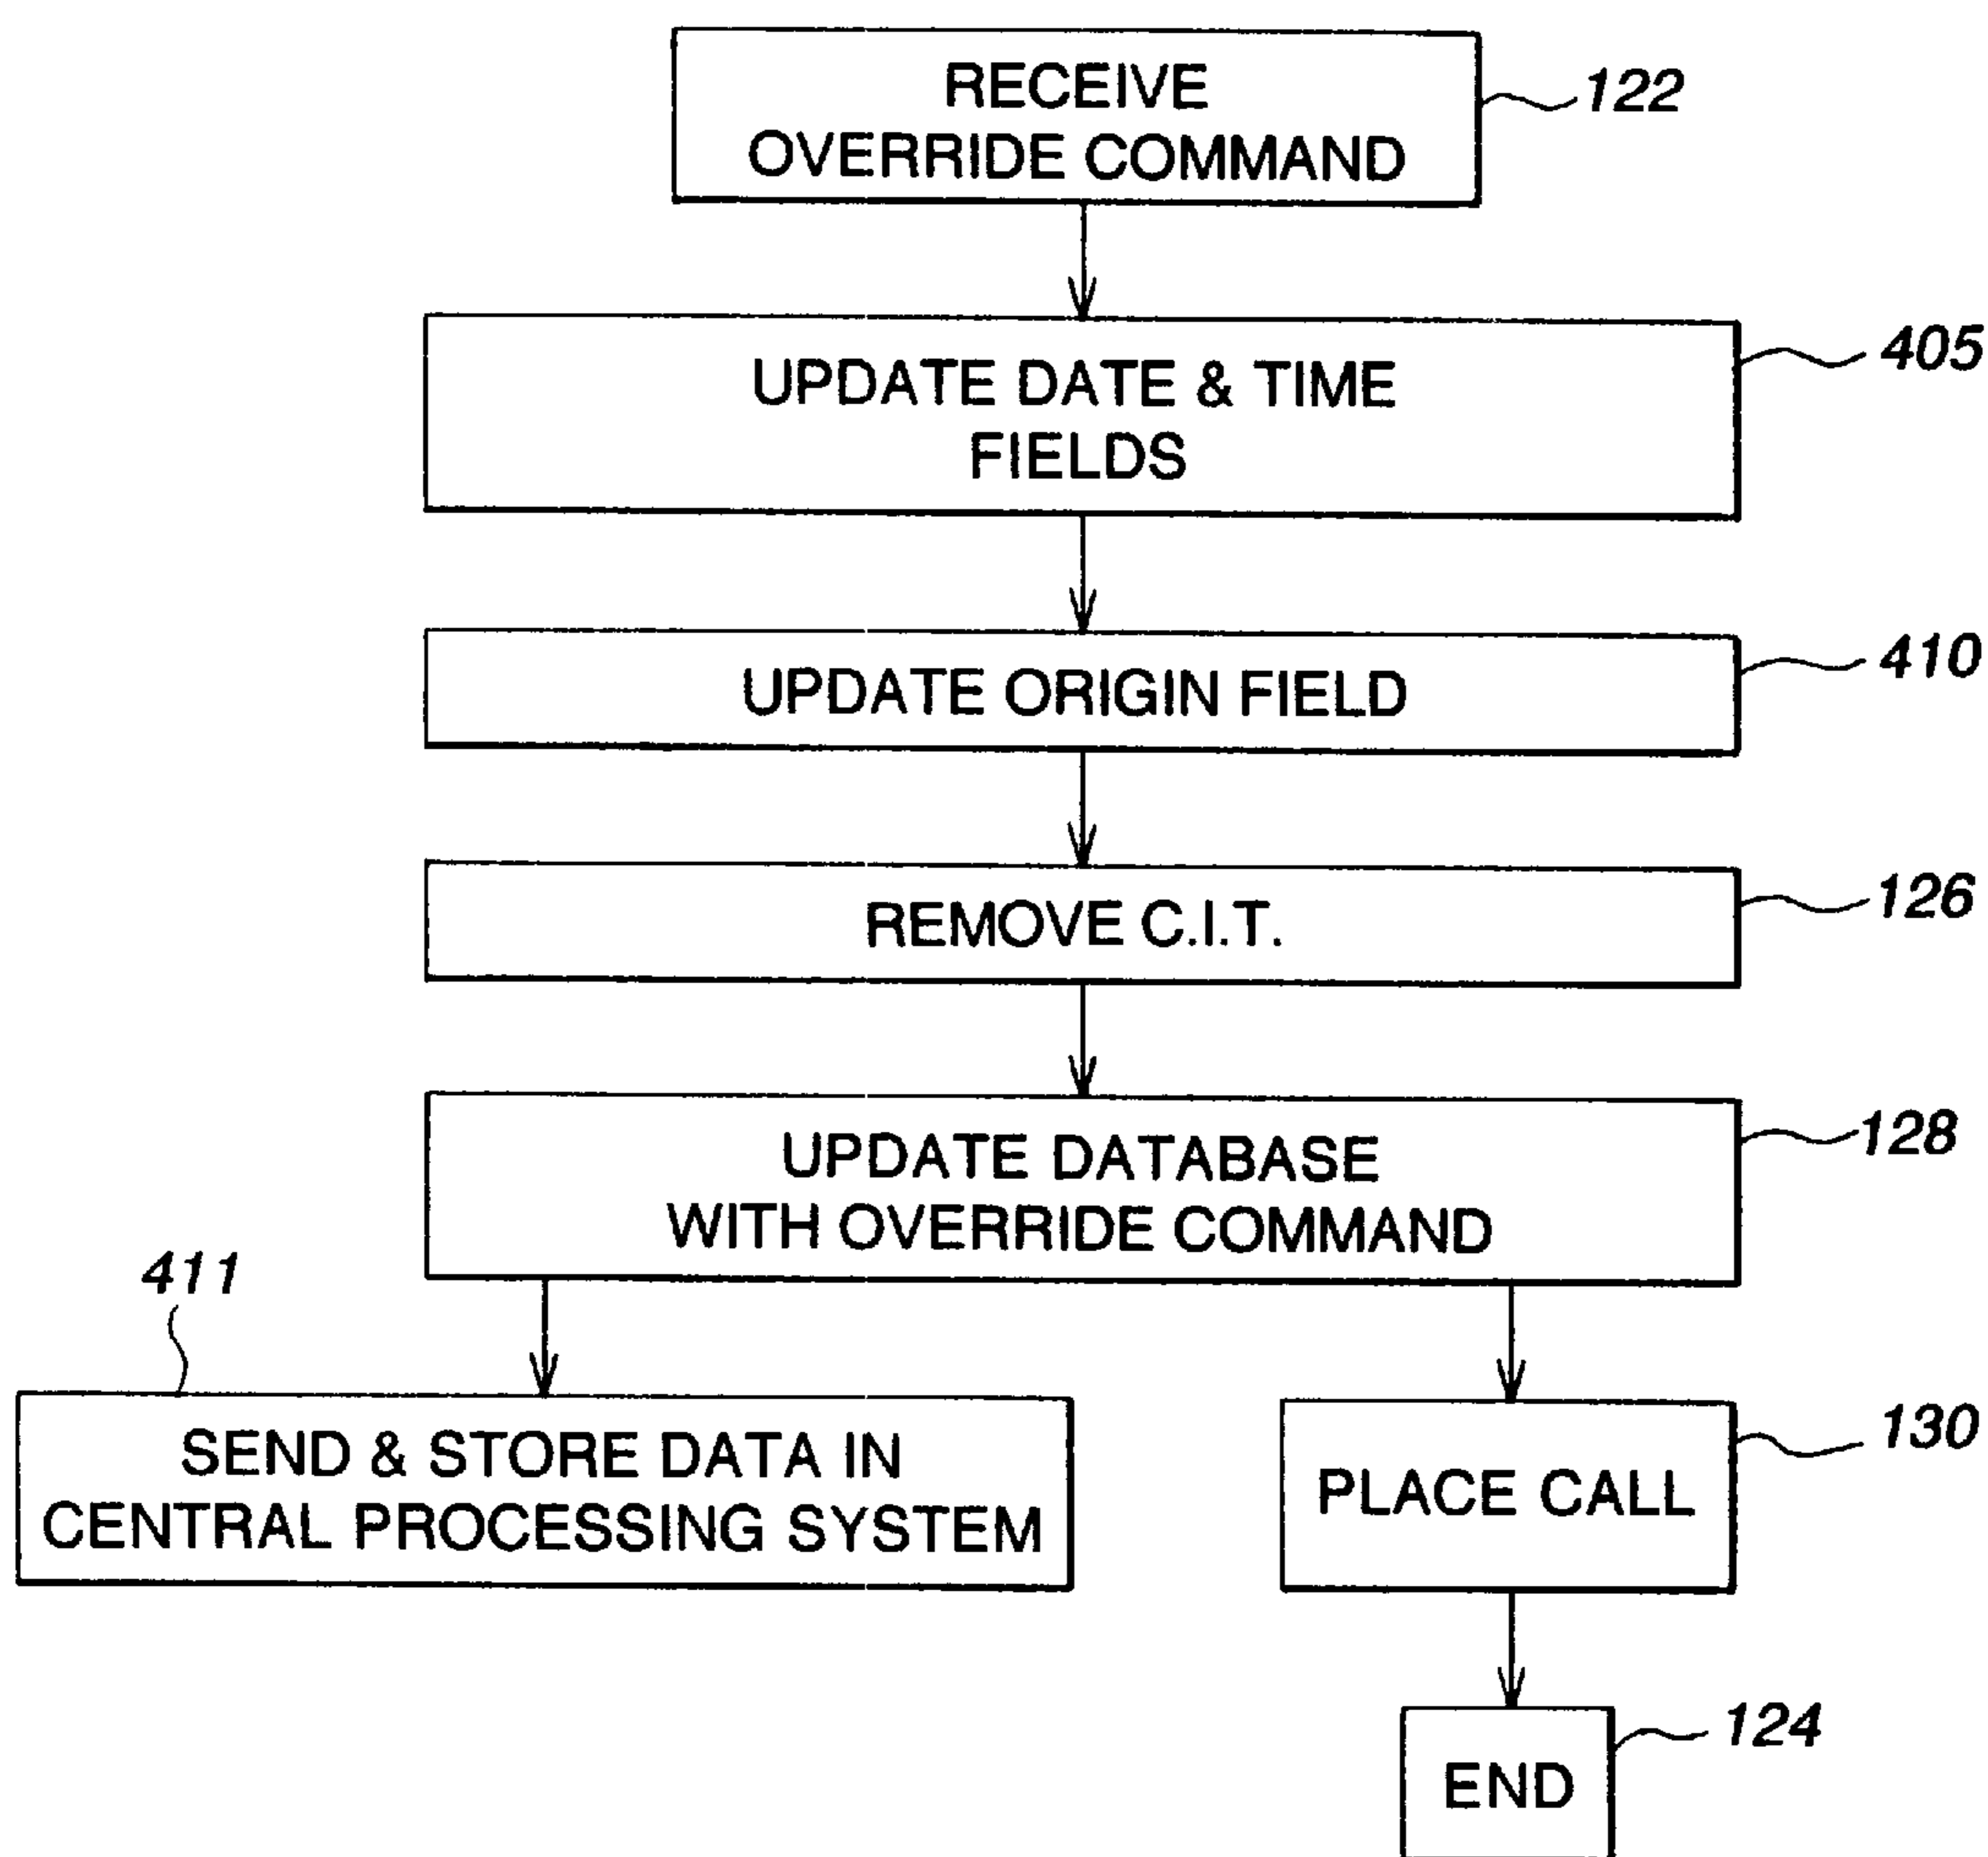 RECEIVE
OVERRIDE COMMAND
122
UPDATE DATE & TIME
FIELDS
405
UPDATE ORIGIN FIELD
410
REMOVE C.I.T.
126
UPDATE DATABASE
WITH OVERRIDE COMMAND
128
411
SEND & STORE DATA IN
CENTRAL PROCESSING SYSTEM
PLACE CALL
130
END
124